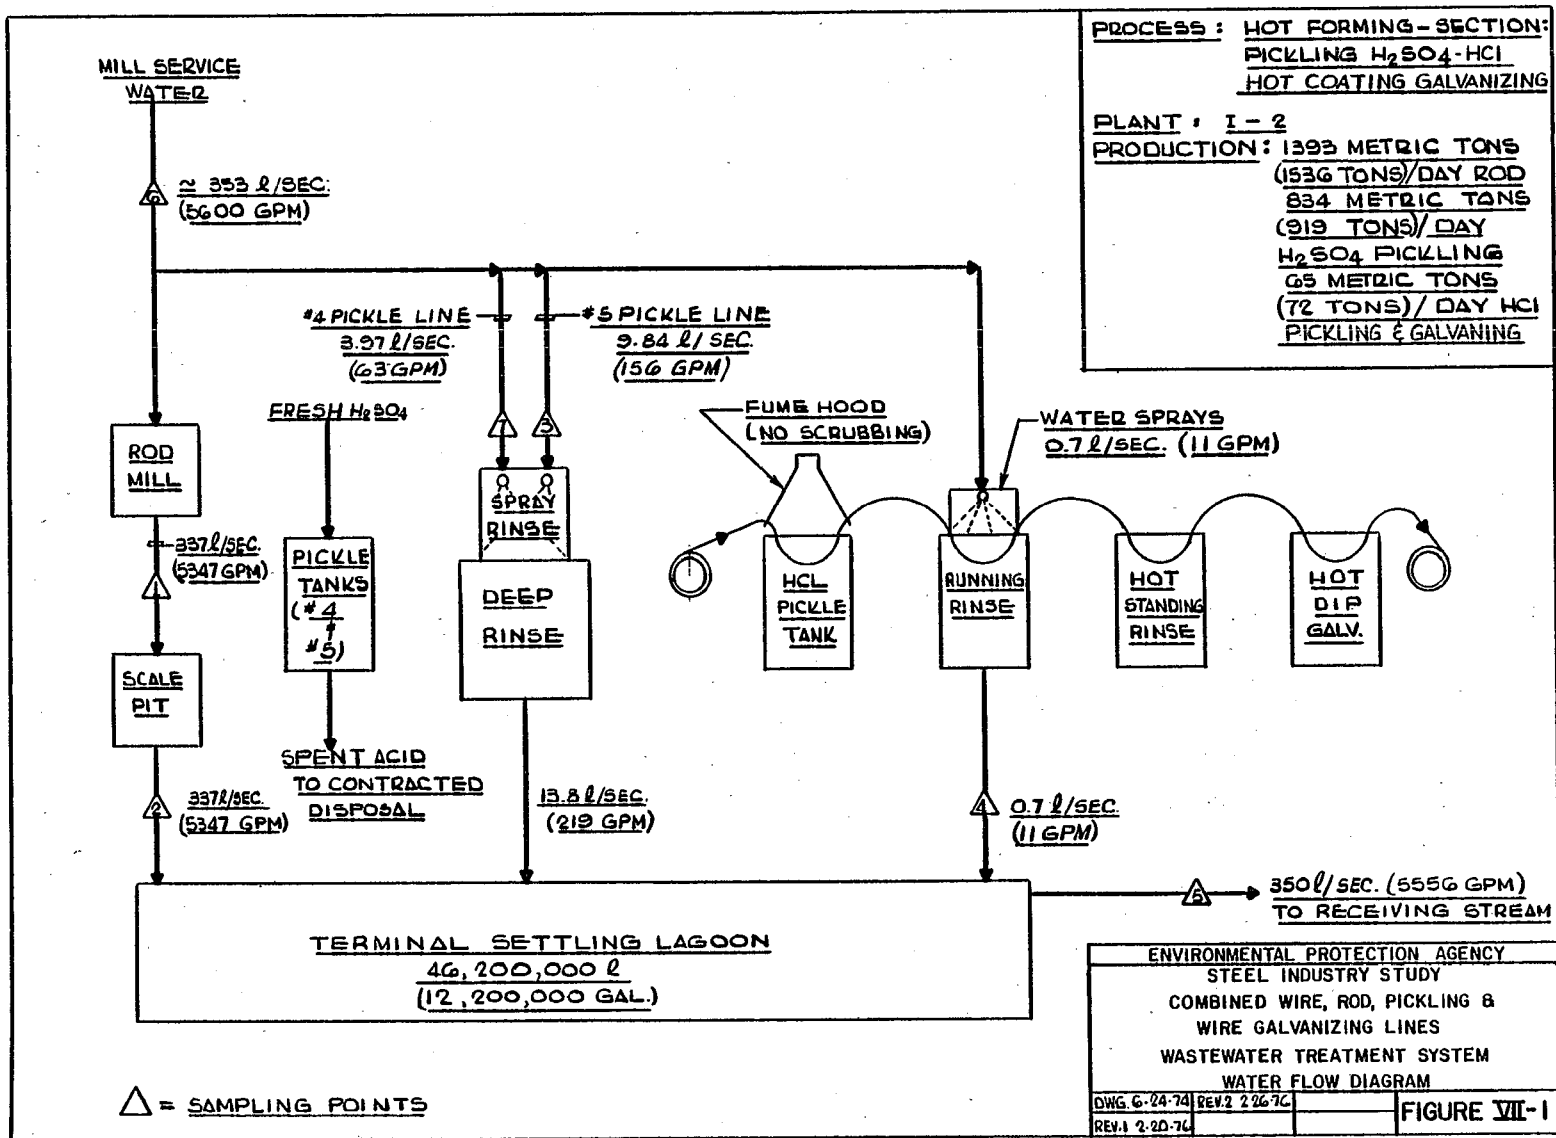 PROCESS : HOT FORMING-SECTION:
PICKLING H₂SO₄-HCl
HOT COATING GALVANIZING
PLANT : I - 2
PRODUCTION : 1393 METRIC TONS
(1536 TONS)/DAY ROD
834 METRIC TONS
(919 TONS)/DAY
H₂SO₄ PICKLING
65 METRIC TONS
(72 TONS)/DAY HCl
PICKLING & GALVANING
MILL SERVICE
WATER
6
≃ 353 l/SEC.
(5600 GPM)
#4 PICKLE LINE
3.97 l/SEC.
(63 GPM)
#5 PICKLE LINE
9.84 l/SEC.
(156 GPM)
FRESH H₂SO₄
7
3
FUME HOOD
(NO SCRUBBING)
WATER SPRAYS
0.7 l/SEC. (11 GPM)
ROD
MILL
SPRAY
RINSE
337 l/SEC.
(5347 GPM)
1
PICKLE
TANKS
(#4
&
#5)
DEEP
RINSE
HCL
PICKLE
TANK
RUNNING
RINSE
HOT
STANDING
RINSE
HOT
DIP
GALV.
SCALE
PIT
SPENT ACID
TO CONTRACTED
DISPOSAL
2
337 l/SEC.
(5347 GPM)
13.8 l/SEC.
(219 GPM)
4
0.7 l/SEC.
(11 GPM)
5
350 l/SEC. (5556 GPM)
TO RECEIVING STREAM
TERMINAL SETTLING LAGOON
46,200,000 l
(12,200,000 GAL.)
△ = SAMPLING POINTS
ENVIRONMENTAL PROTECTION AGENCY
STEEL INDUSTRY STUDY
COMBINED WIRE, ROD, PICKLING &
WIRE GALVANIZING LINES
WASTEWATER TREATMENT SYSTEM
WATER FLOW DIAGRAM
DWG. 6-24-74 REV.2 2 26-76
REV.1 2-20-76
FIGURE VII-1